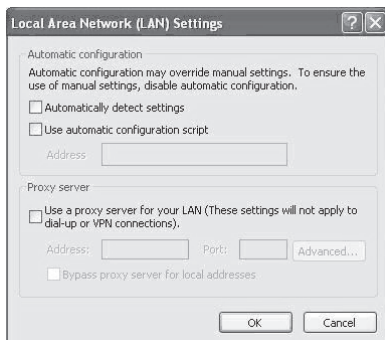 Local Area Network (LAN) Settings
Automatic configuration
Automatic configuration may override manual settings. To ensure the
use of manual settings, disable automatic configuration.
Automatically detect settings
Use automatic configuration script
Address
Proxy server
Use a proxy server for your LAN (These settings will not apply to
dial-up or VPN connections).
Address: Port: Advanced...
Bypass proxy server for local addresses
OK Cancel